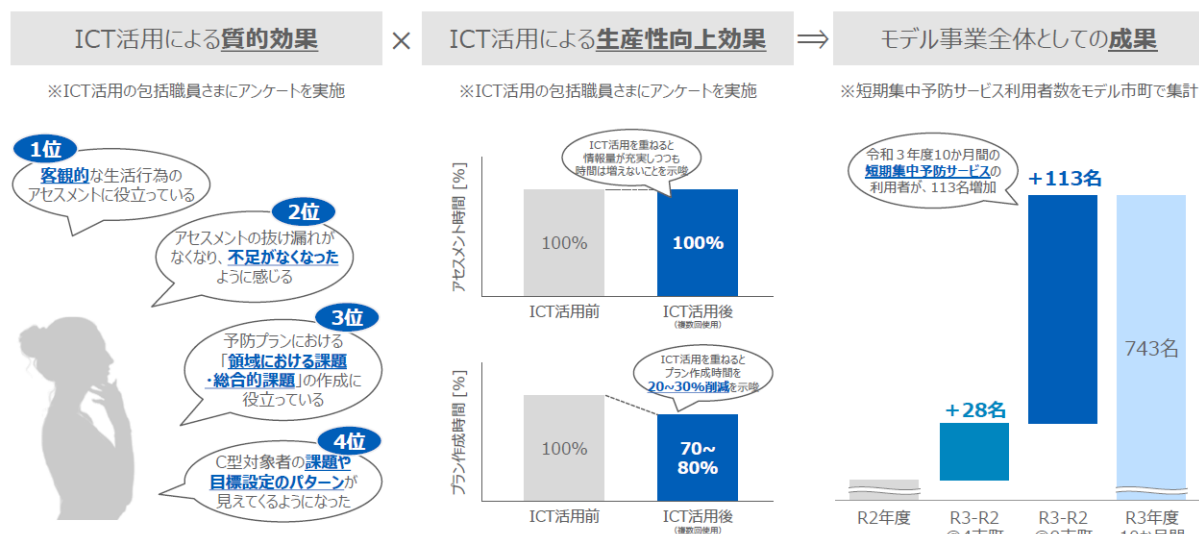 ICT活用による質的効果
×
ICT活用による生産性向上効果
⇒
モデル事業全体としての成果
※ICT活用の包括職員さまにアンケートを実施
※ICT活用の包括職員さまにアンケートを実施
※短期集中予防サービス利用者数をモデル市町で集計
1位
客観的な生活行為の
アセスメントに役立っている
2位
アセスメントの抜け漏れが
なくなり、不足がなくなった
ように感じる
3位
予防プランにおける
「領域における課題
・総合的課題」の作成に
役立っている
4位
C型対象者の課題や
目標設定のパターンが
見えてくるようになった
アセスメント時間 [%]
ICT活用を重ねると
情報量が充実しつつも
時間は増えないことを示唆
100%
100%
ICT活用前
ICT活用後
(複数回使用)
プラン作成時間 [%]
ICT活用を重ねると
プラン作成時間を
20~30%削減を示唆
100%
70~
80%
ICT活用前
ICT活用後
(複数回使用)
令和３年度10か月間の
短期集中予防サービスの
利用者が、113名増加
+113名
+28名
743名
R2年度
R3-R2
R3-R2
R3年度